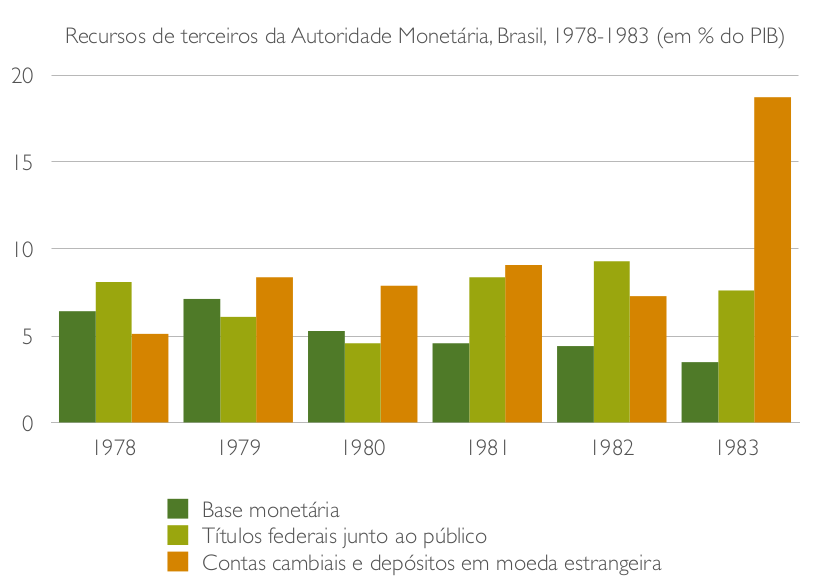 Recursos de terceiros da Autoridade Monetária, Brasil, 1978-1983 (em % do PIB)
20
15
10
5
0
1978 1979 1980 1981 1982 1983
Base monetária
Títulos federais junto ao público
Contas cambiais e depósitos em moeda estrangeira